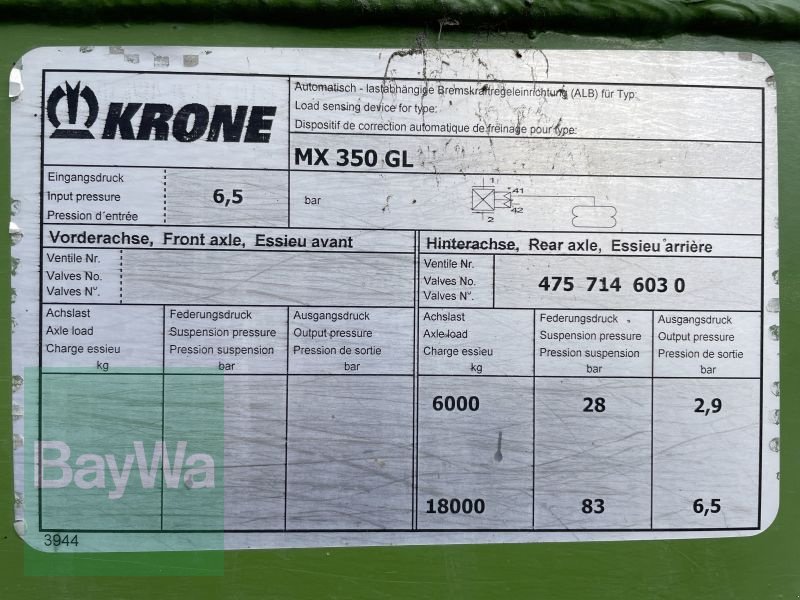 KRONE
Automatisch - lastabhängige Bremskraftregeleinrichtung (ALB) für Typ:
Load sensing device for type:
Dispositif de correction automatique de freinage pour type:
MX 350 GL
Eingangsdruck
Input pressure
Pression d´entrée
6,5
bar
1
41
42
2
Vorderachse, Front axle, Essieu avant
Hinterachse, Rear axle, Essieu arrière
Ventile Nr.
Valves No.
Valves N°.
Ventile Nr.
Valves No.
Valves N°.
475 714 603 0
Achslast
Axle load
Charge essieu
kg
Federungsdruck
Suspension pressure
Pression suspension
bar
Ausgangsdruck
Output pressure
Pression de sortie
bar
Achslast
Axle load
Charge essieu
kg
Federungsdruck
Suspension pressure
Pression suspension
bar
Ausgangsdruck
Output pressure
Pression de sortie
bar
6000 28 2,9
18000 83 6,5
BayWa
3944